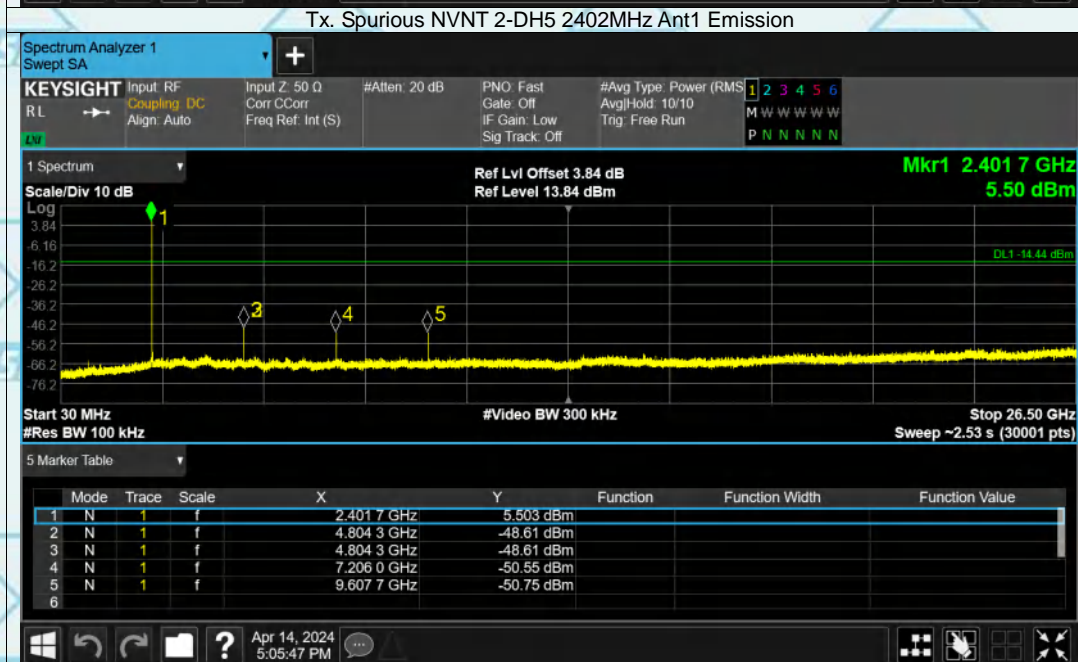 Tx. Spurious NVNT 2-DH5 2402MHz Ant1 Emission
Spectrum Analyzer 1
Swept SA
+
KEYSIGHT
RL
LXI
Input: RF
Coupling: DC
Align: Auto
Input Z: 50 Ω
Corr CCorr
Freq Ref: Int (S)
#Atten: 20 dB
PNO: Fast
Gate: Off
IF Gain: Low
Sig Track: Off
#Avg Type: Power (RMS
Avg|Hold: 10/10
Trig: Free Run
1 2 3 4 5 6
M W W W W W
P N N N N N
1 Spectrum
Scale/Div 10 dB
Ref Lvl Offset 3.84 dB
Ref Level 13.84 dBm
Mkr1 2.401 7 GHz
5.50 dBm
Log
3.84
-6.16
-16.2
-26.2
-36.2
-46.2
-56.2
-66.2
-76.2
1
3
4
5
DL1 -14.44 dBm
Start 30 MHz
#Video BW 300 kHz
Stop 26.50 GHz
#Res BW 100 kHz
Sweep ~2.53 s (30001 pts)
5 Marker Table
Mode Trace Scale X Y Function Function Width Function Value
1 N 1 f 2.401 7 GHz 5.503 dBm
2 N 1 f 4.804 3 GHz -48.61 dBm
3 N 1 f 4.804 3 GHz -48.61 dBm
4 N 1 f 7.206 0 GHz -50.55 dBm
5 N 1 f 9.607 7 GHz -50.75 dBm
6
?
Apr 14, 2024
5:05:47 PM